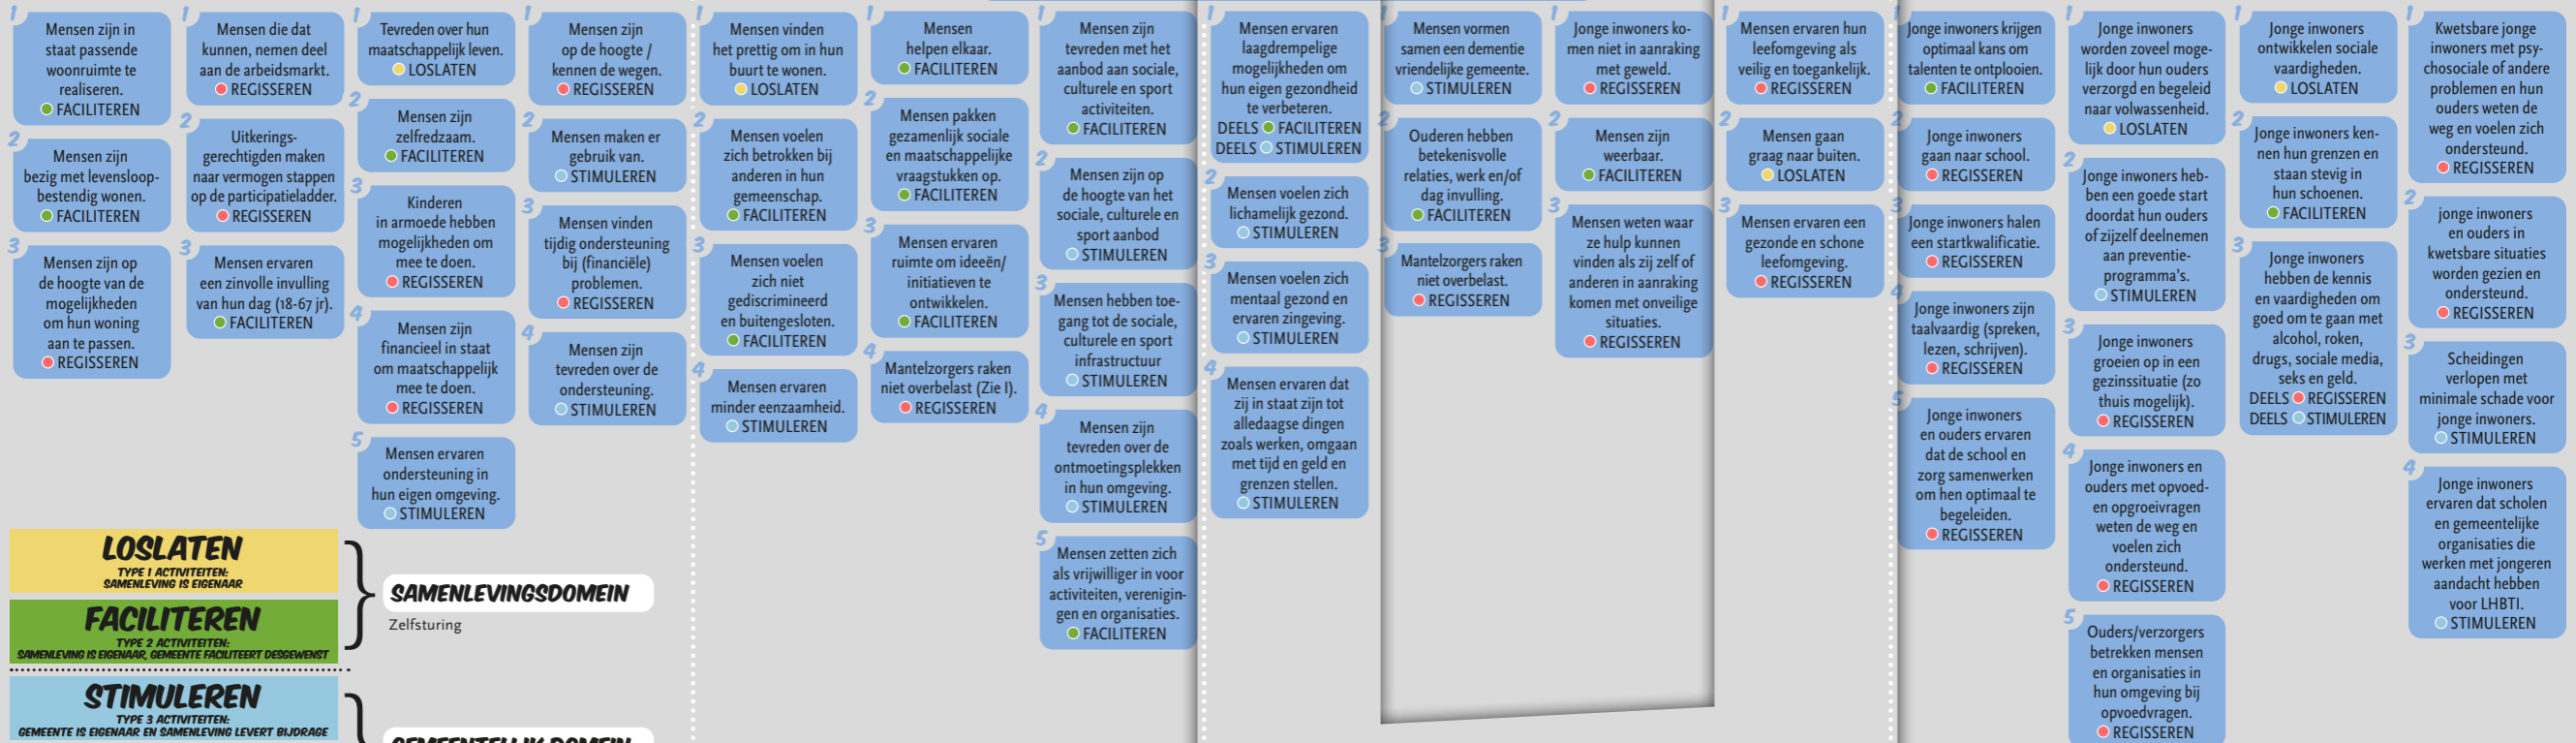 1
Mensen zijn in
staat passende
woonruimte te
realiseren.
FACILITEREN
2
Mensen zijn
bezig met levensloop-
bestendig wonen.
FACILITEREN
3
Mensen zijn op
de hoogte van de
mogelijkheden
om hun woning
aan te passen.
REGISSEREN
1
Mensen die dat
kunnen, nemen deel
aan de arbeidsmarkt.
REGISSEREN
2
Uitkerings-
gerechtigden maken
naar vermogen stappen
op de participatieladder.
REGISSEREN
3
Mensen ervaren
een zinvolle invulling
van hun dag (18-67 jr).
FACILITEREN
1
Tevreden over hun
maatschappelijk leven.
LOSLATEN
2
Mensen zijn
zelfredzaam.
FACILITEREN
3
Kinderen
in armoede hebben
mogelijkheden om
mee te doen.
REGISSEREN
4
Mensen zijn
financieel in staat
om maatschappelijk
mee te doen.
REGISSEREN
5
Mensen ervaren
ondersteuning in
hun eigen omgeving.
STIMULEREN
1
Mensen zijn
op de hoogte /
kennen de wegen.
REGISSEREN
2
Mensen maken er
gebruik van.
STIMULEREN
3
Mensen vinden
tijdig ondersteuning
bij (financiële)
problemen.
REGISSEREN
4
Mensen zijn
tevreden over de
ondersteuning.
STIMULEREN
1
Mensen vinden
het prettig om in hun
buurt te wonen.
LOSLATEN
2
Mensen voelen
zich betrokken bij
anderen in hun
gemeenschap.
FACILITEREN
3
Mensen voelen
zich niet
gediscrimineerd
en buitengesloten.
FACILITEREN
4
Mensen ervaren
minder eenzaamheid.
STIMULEREN
1
Mensen
helpen elkaar.
FACILITEREN
2
Mensen pakken
gezamenlijk sociale
en maatschappelijke
vraagstukken op.
FACILITEREN
3
Mensen ervaren
ruimte om ideeën/
initiatieven te
ontwikkelen.
FACILITEREN
4
Mantelzorgers raken
niet overbelast (Zie I).
REGISSEREN
1
Mensen zijn
tevreden met het
aanbod aan sociale,
culturele en sport
activiteiten.
FACILITEREN
2
Mensen zijn op
de hoogte van het
sociale, culturele en
sport aanbod
STIMULEREN
3
Mensen hebben toe-
gang tot de sociale,
culturele en sport
infrastructuur
STIMULEREN
4
Mensen zijn
tevreden over de
ontmoetingsplekken
in hun omgeving.
STIMULEREN
5
Mensen zetten zich
als vrijwilliger in voor
activiteiten, verenigin-
gen en organisaties.
FACILITEREN
1
Mensen ervaren
laagdrempelige
mogelijkheden om
hun eigen gezondheid
te verbeteren.
DEELS FACILITEREN
DEELS STIMULEREN
2
Mensen voelen zich
lichamelijk gezond.
STIMULEREN
3
Mensen voelen zich
mentaal gezond en
ervaren zingeving.
STIMULEREN
4
Mensen ervaren dat
zij in staat zijn tot
alledaagse dingen
zoals werken, omgaan
met tijd en geld en
grenzen stellen.
STIMULEREN
1
Mensen vormen
samen een dementie
vriendelijke gemeente.
STIMULEREN
2
Ouderen hebben
betekenisvolle
relaties, werk en/of
dag invulling.
FACILITEREN
3
Mantelzorgers raken
niet overbelast.
REGISSEREN
1
Jonge inwoners ko-
men niet in aanraking
met geweld.
REGISSEREN
2
Mensen zijn
weerbaar.
FACILITEREN
3
Mensen weten waar
ze hulp kunnen
vinden als zij zelf of
anderen in aanraking
komen met onveilige
situaties.
REGISSEREN
1
Mensen ervaren hun
leefomgeving als
veilig en toegankelijk.
REGISSEREN
2
Mensen gaan
graag naar buiten.
LOSLATEN
3
Mensen ervaren een
gezonde en schone
leefomgeving.
REGISSEREN
1
Jonge inwoners krijgen
optimaal kans om
talenten te ontplooien.
FACILITEREN
2
Jonge inwoners
gaan naar school.
REGISSEREN
3
Jonge inwoners halen
een startkwalificatie.
REGISSEREN
4
Jonge inwoners zijn
taalvaardig (spreken,
lezen, schrijven).
REGISSEREN
5
Jonge inwoners
en ouders ervaren
dat de school en
zorg samenwerken
om hen optimaal te
begeleiden.
REGISSEREN
1
Jonge inwoners
worden zoveel moge-
lijk door hun ouders
verzorgd en begeleid
naar volwassenheid.
LOSLATEN
2
Jonge inwoners heb-
ben een goede start
doordat hun ouders
of zijzelf deelnemen
aan preventie-
programma's.
STIMULEREN
3
Jonge inwoners
groeien op in een
gezinssituatie (zo
thuis mogelijk).
REGISSEREN
4
Jonge inwoners en
ouders met opvoed-
en opgroeivragen
weten de weg en
voelen zich
ondersteund.
REGISSEREN
5
Ouders/verzorgers
betrekken mensen
en organisaties in
hun omgeving bij
opvoedvragen.
REGISSEREN
1
Jonge inwoners
ontwikkelen sociale
vaardigheden.
LOSLATEN
2
Jonge inwoners ken-
nen hun grenzen en
staan stevig in
hun schoenen.
FACILITEREN
3
Jonge inwoners
hebben de kennis
en vaardigheden om
goed om te gaan met
alcohol, roken,
drugs, sociale media,
seks en geld.
DEELS REGISSEREN
DEELS STIMULEREN
1
Kwetsbare jonge
inwoners met psy-
chosociale of andere
problemen en hun
ouders weten de
weg en voelen zich
ondersteund.
REGISSEREN
2
jonge inwoners
en ouders in
kwetsbare situaties
worden gezien en
ondersteund.
REGISSEREN
3
Scheidingen
verlopen met
minimale schade voor
jonge inwoners.
STIMULEREN
4
Jonge inwoners
ervaren dat scholen
en gemeentelijke
organisaties die
werken met jongeren
aandacht hebben
voor LHBTI.
STIMULEREN
LOSLATEN
TYPE 1 ACTIVITEITEN:
SAMENLEVING IS EIGENAAR
FACILITEREN
TYPE 2 ACTIVITEITEN:
SAMENLEVING IS EIGENAAR, GEMEENTE FACILITEERT DESGEWENST
SAMENLEVINGSDOMEIN
Zelfsturing
STIMULEREN
TYPE 3 ACTIVITEITEN:
GEMEENTE IS EIGENAAR EN SAMENLEVING LEVERT BIJDRAGE
GEMEENTELIJK DOMEIN